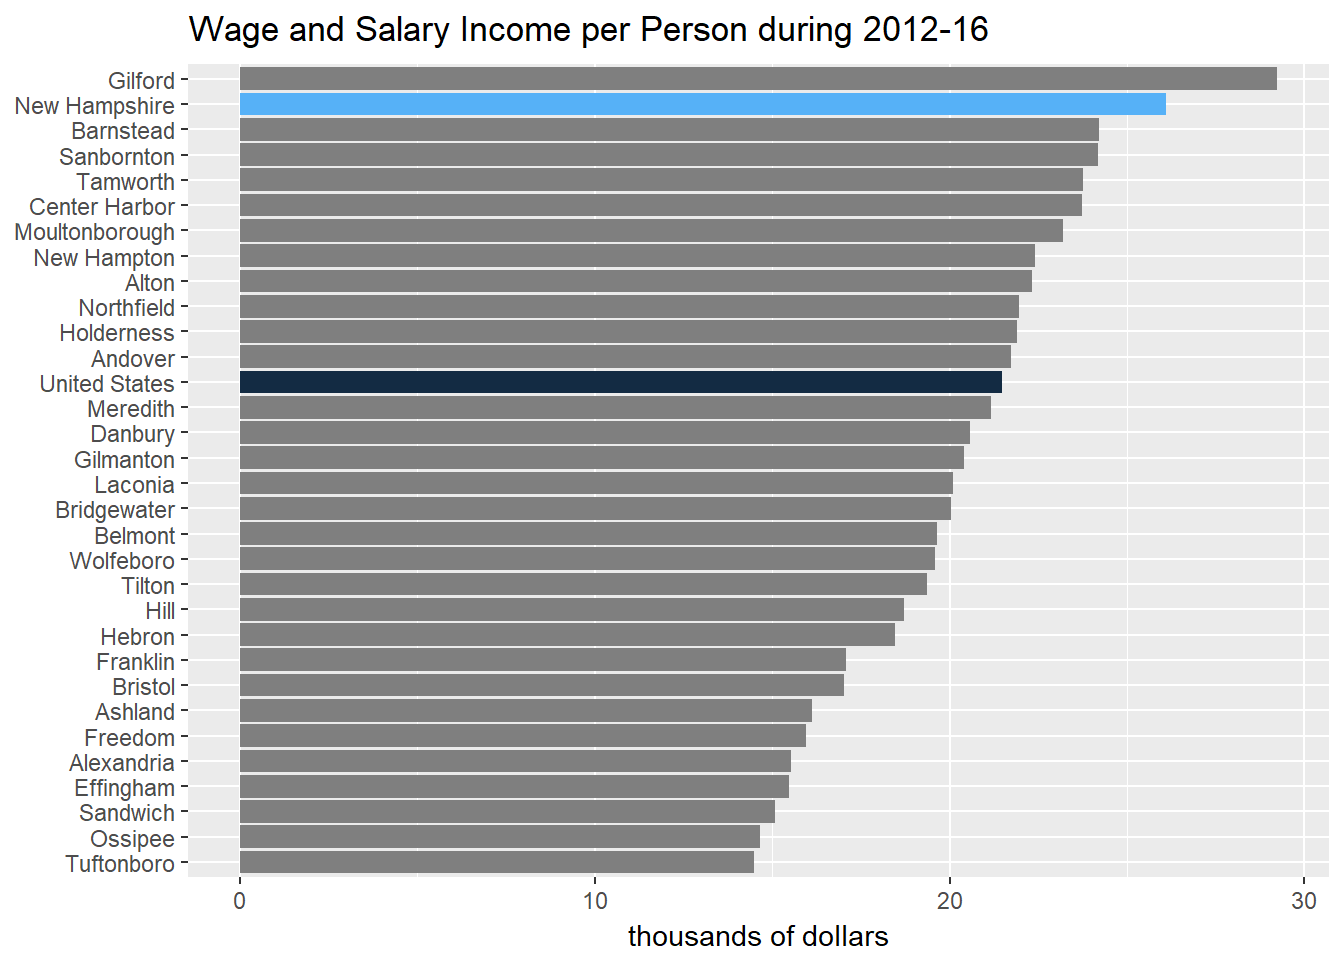 Wage and Salary Income per Person during 2012-16
Gilford
New Hampshire
Barnstead
Sanbornton
Tamworth
Center Harbor
Moultonborough
New Hampton
Alton
Northfield
Holderness
Andover
United States
Meredith
Danbury
Gilmanton
Laconia
Bridgewater
Belmont
Wolfeboro
Tilton
Hill
Hebron
Franklin
Bristol
Ashland
Freedom
Alexandria
Effingham
Sandwich
Ossipee
Tuftonboro
0 10 20 30
thousands of dollars